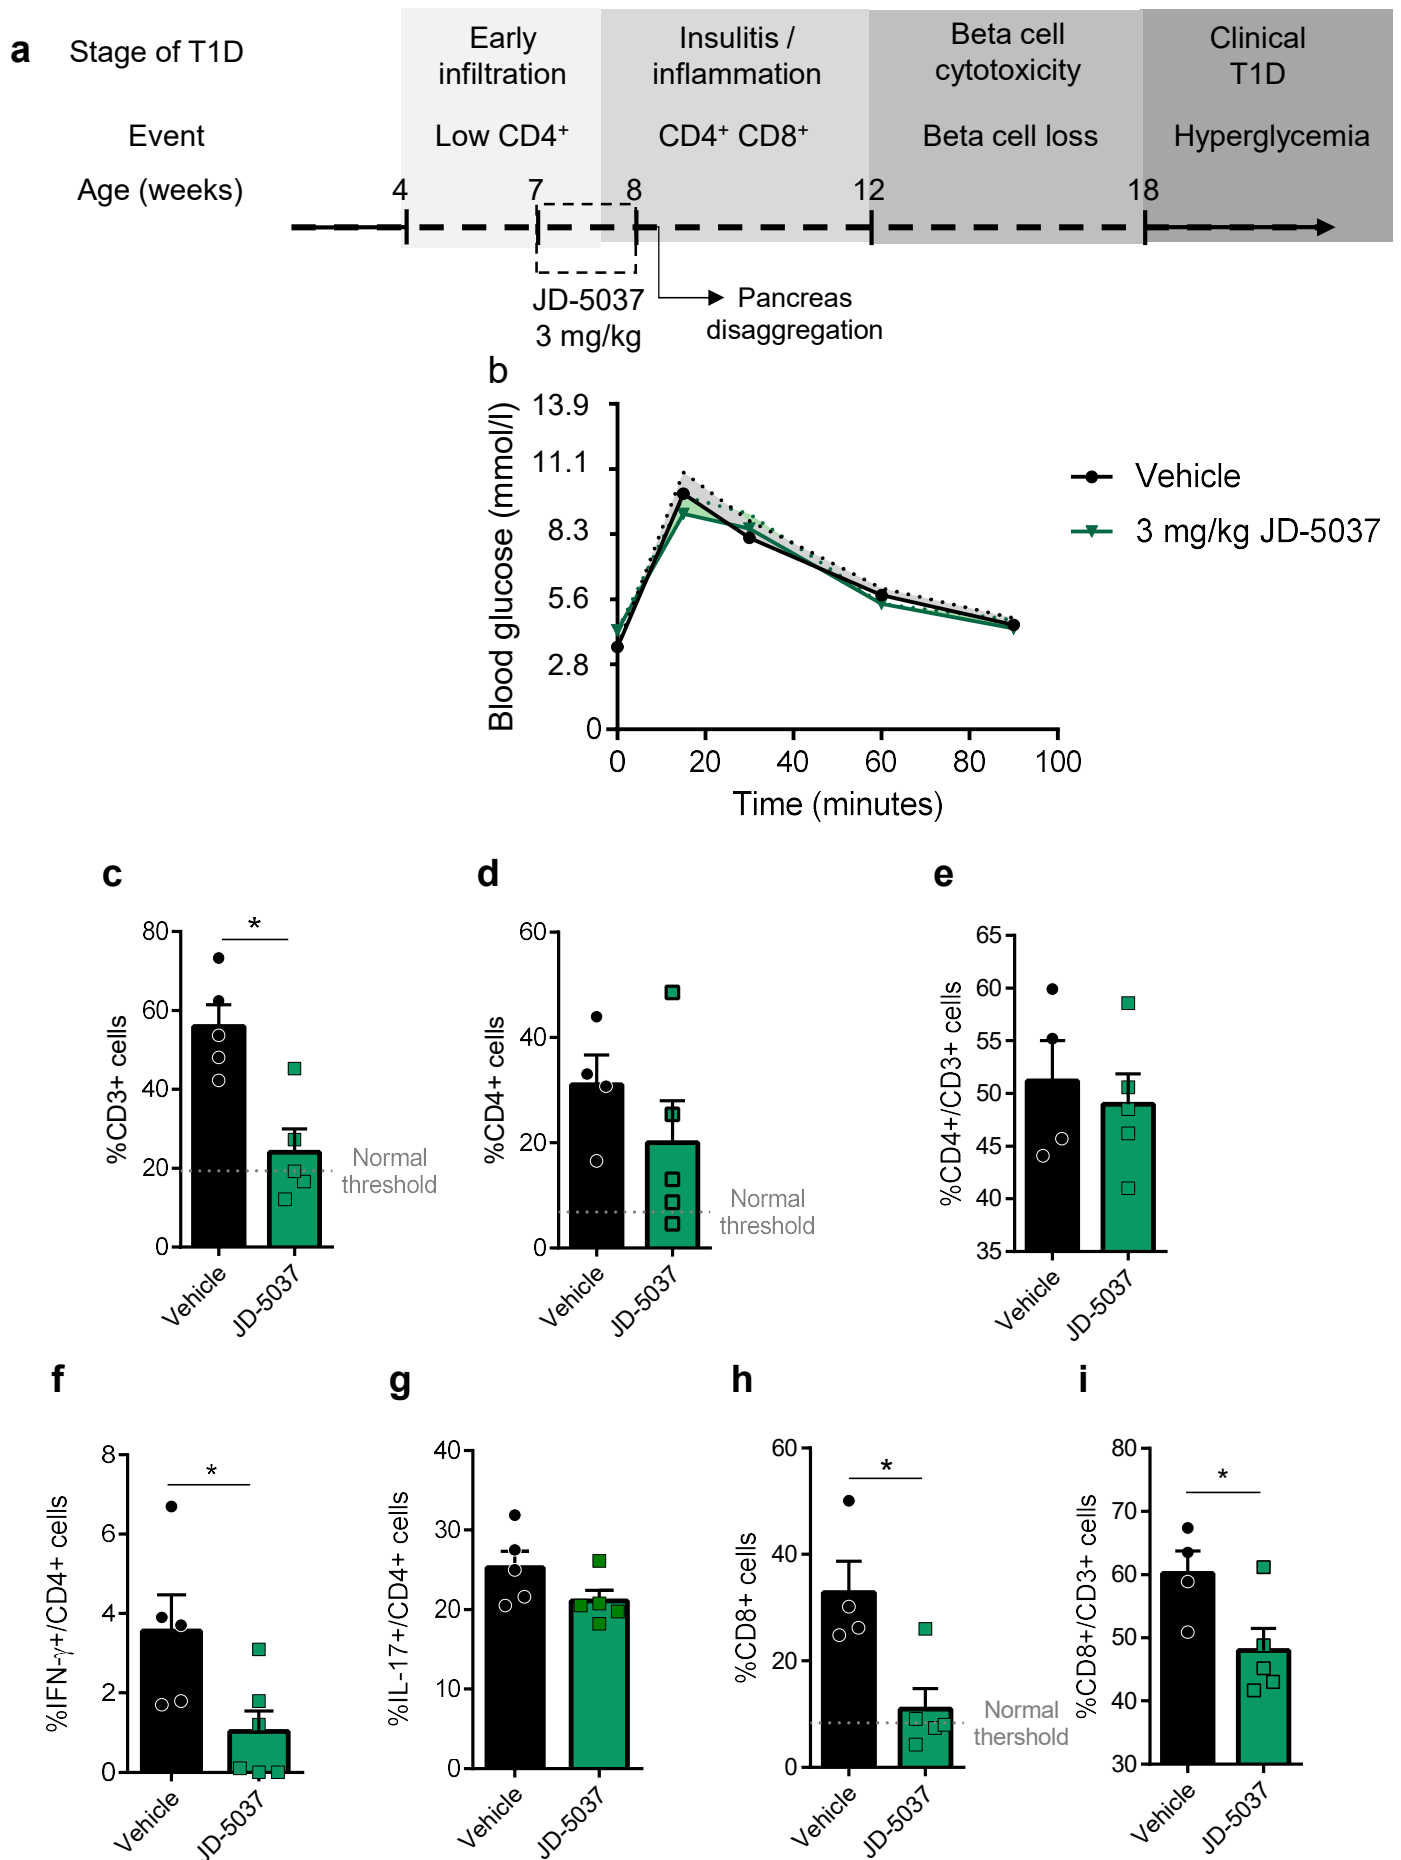 a
Stage of T1D
Early
infiltration
Insulitis /
inflammation
Beta cell
cytotoxicity
Clinical
T1D
Event
Low CD4⁺
CD4⁺ CD8⁺
Beta cell loss
Hyperglycemia
Age (weeks)
4
7
8
12
18
JD-5037
3 mg/kg
Pancreas
disaggregation
b
Blood glucose (mmol/l)
13.9
11.1
8.3
5.6
2.8
0
0 20 40 60 80 100
Time (minutes)
Vehicle
3 mg/kg JD-5037
c
%CD3+ cells
80
60
40
20
0
*
Normal
threshold
Vehicle
JD-5037
d
%CD4+ cells
60
40
20
0
Normal
threshold
Vehicle
JD-5037
e
%CD4+/CD3+ cells
65
60
55
50
45
40
35
Vehicle
JD-5037
f
%IFN-γ+/CD4+ cells
8
6
4
2
0
*
Vehicle
JD-5037
g
%IL-17+/CD4+ cells
40
30
20
10
0
Vehicle
JD-5037
h
%CD8+ cells
60
40
20
0
*
Normal
thershold
Vehicle
JD-5037
i
%CD8+/CD3+ cells
80
70
60
50
40
30
*
Vehicle
JD-5037